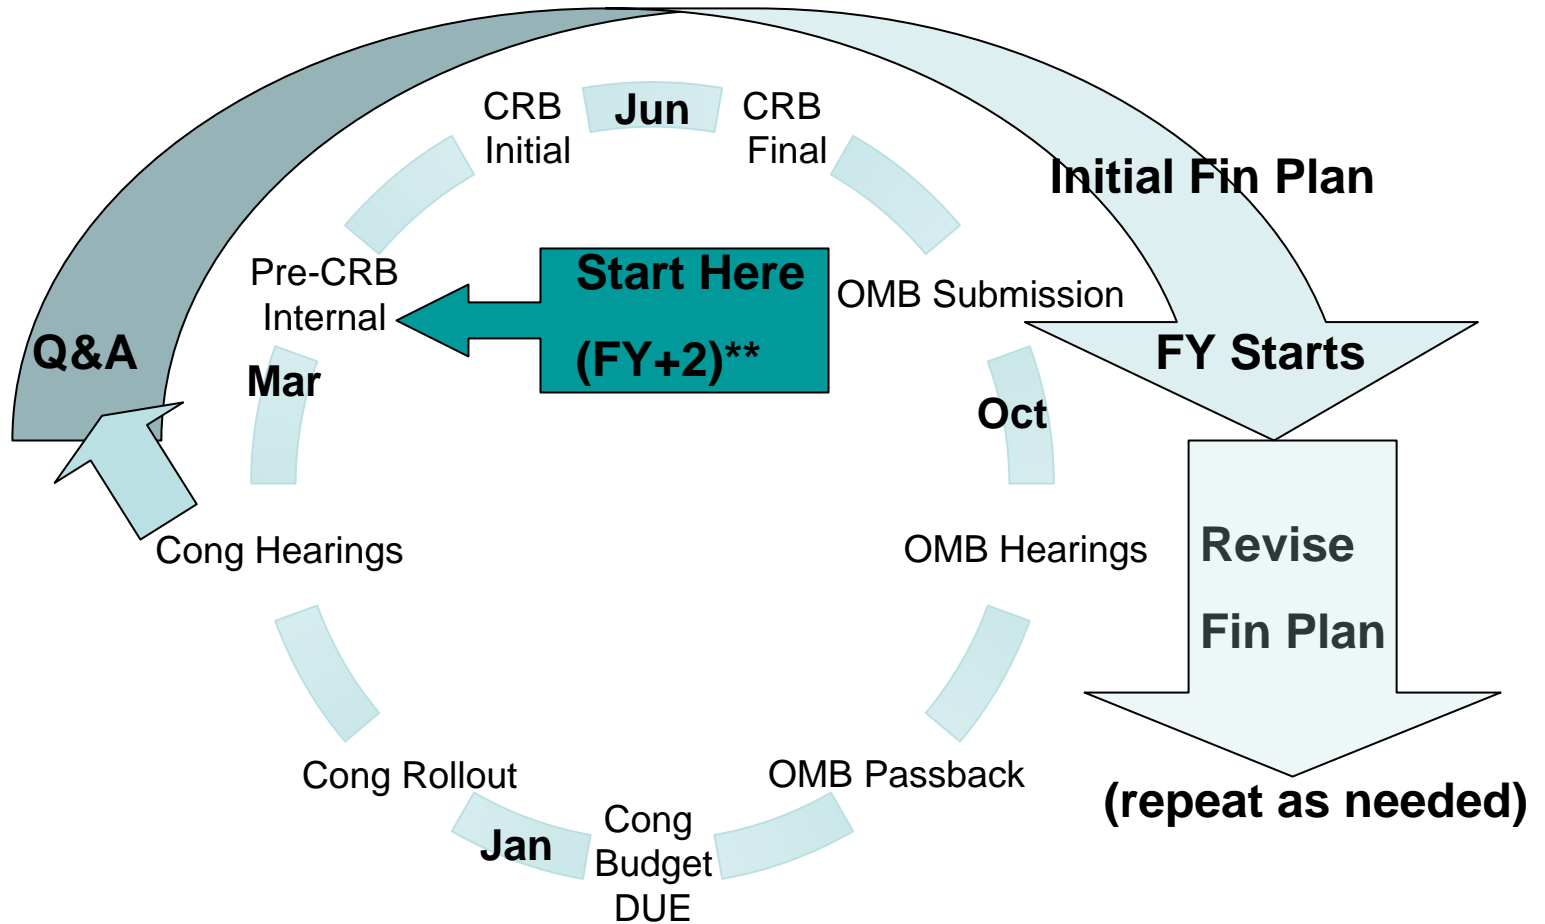 CRB
Initial
Jun
CRB
Final
Initial Fin Plan
Pre-CRB
Internal
Start Here
(FY+2)**
OMB Submission
Q&A
Mar
FY Starts
Oct
Cong Hearings
OMB Hearings
Revise
Fin Plan
Cong Rollout
OMB Passback
(repeat as needed)
Jan
Cong
Budget
DUE